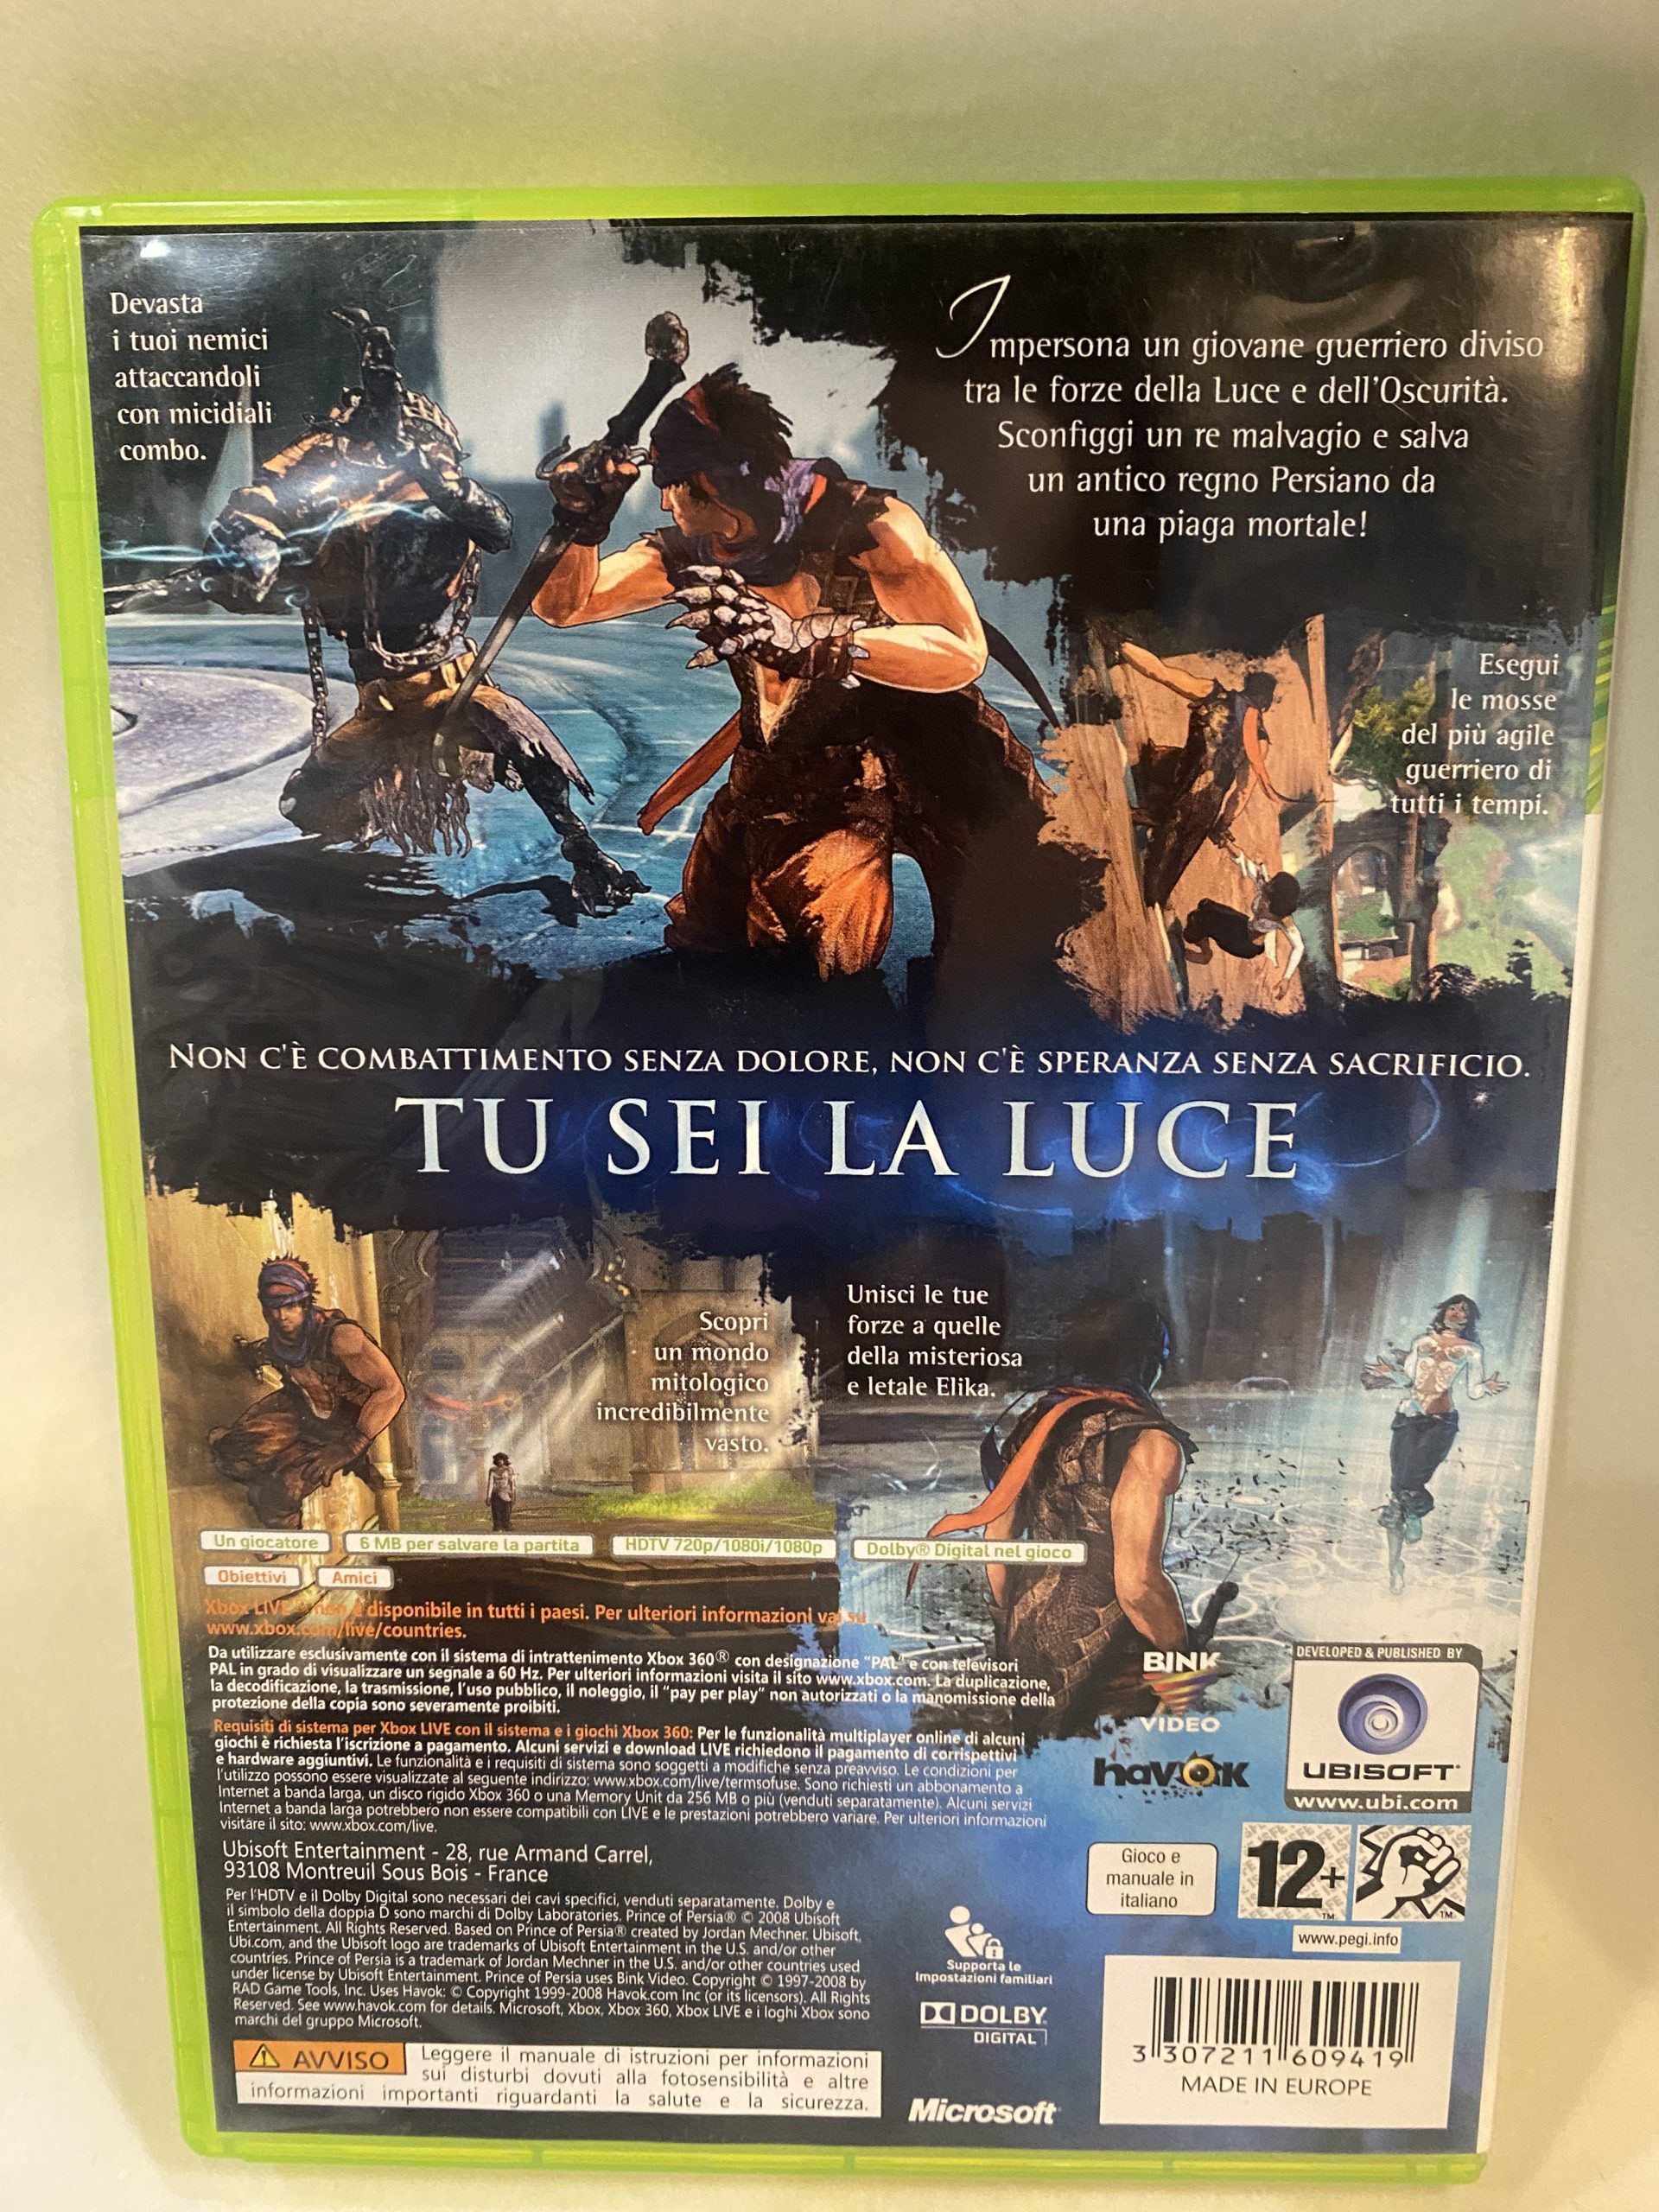 Devasta
i tuoi nemici
attaccandoli
con micidiali
combo.
Impersona un giovane guerriero diviso
tra le forze della Luce e dell'Oscurità.
Sconfiggi un re malvagio e salva
un antico regno Persiano da
una piaga mortale!
Esegui
le mosse
del più agile
guerriero di
tutti i tempi.
NON C'È COMBATTIMENTO SENZA DOLORE, NON C'È SPERANZA SENZA SACRIFICIO.
TU SEI LA LUCE
Scopri
un mondo
mitologico
incredibilmente
vasto.
Unisci le tue
forze a quelle
della misteriosa
e letale Elika.
Un giocatore
6 MB per salvare la partita
HDTV 720p/1080i/1080p
Dolby® Digital nel gioco
Obiettivi
Amici
Xbox LIVE® non è disponibile in tutti i paesi. Per ulteriori informazioni vai su
www.xbox.com/live/countries.
Da utilizzare esclusivamente con il sistema di intrattenimento Xbox 360® con designazione "PAL" e con televisori
PAL in grado di visualizzare un segnale a 60 Hz. Per ulteriori informazioni visita il sito www.xbox.com. La duplicazione,
la decodificazione, la trasmissione, l'uso pubblico, il noleggio, il "pay per play" non autorizzati o la manomissione della
protezione della copia sono severamente proibiti.
Requisiti di sistema per Xbox LIVE con il sistema e i giochi Xbox 360: Per le funzionalità multiplayer online di alcuni
giochi è richiesta l'iscrizione a pagamento. Alcuni servizi e download LIVE richiedono il pagamento di corrispettivi
e hardware aggiuntivi. Le funzionalità e i requisiti di sistema sono soggetti a modifiche senza preavviso. Le condizioni per
l'utilizzo possono essere visualizzate al seguente indirizzo: www.xbox.com/live/termsofuse. Sono richiesti un abbonamento a
Internet a banda larga, un disco rigido Xbox 360 o una Memory Unit da 256 MB o più (venduti separatamente). Alcuni servizi
Internet a banda larga potrebbero non essere compatibili con LIVE e le prestazioni potrebbero variare. Per ulteriori informazioni
visitare il sito: www.xbox.com/live.
Ubisoft Entertainment - 28, rue Armand Carrel,
93108 Montreuil Sous Bois - France
Per l'HDTV e il Dolby Digital sono necessari dei cavi specifici, venduti separatamente. Dolby e
il simbolo della doppia D sono marchi di Dolby Laboratories. Prince of Persia® © 2008 Ubisoft
Entertainment. All Rights Reserved. Based on Prince of Persia® created by Jordan Mechner. Ubisoft,
Ubi.com, and the Ubisoft logo are trademarks of Ubisoft Entertainment in the U.S. and/or other
countries. Prince of Persia is a trademark of Jordan Mechner in the U.S. and/or other countries used
under license by Ubisoft Entertainment. Prince of Persia uses Bink Video. Copyright © 1997-2008 by
RAD Game Tools, Inc. Uses Havok: © Copyright 1999-2008 Havok.com Inc (or its licensors). All Rights
Reserved. See www.havok.com for details. Microsoft, Xbox, Xbox 360, Xbox LIVE e i loghi Xbox sono
marchi del gruppo Microsoft.
AVVISO
Leggere il manuale di istruzioni per informazioni
sui disturbi dovuti alla fotosensibilità e altre
informazioni importanti riguardanti la salute e la sicurezza.
BINK
VIDEO
havok
DEVELOPED & PUBLISHED BY
UBISOFT
www.ubi.com
Gioco e
manuale in
italiano
12+
www.pegi.info
Supporta le
Impostazioni familiari
DOLBY
DIGITAL
Microsoft
3 307211 609419
MADE IN EUROPE